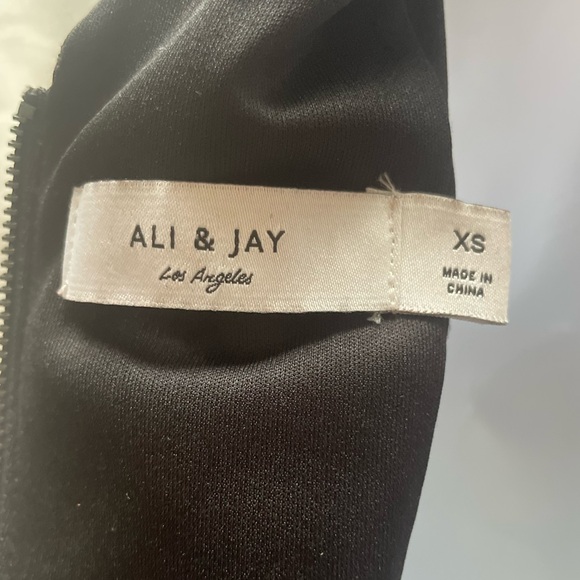 ALI & JAY
Los Angeles
XS
MADE IN
CHINA